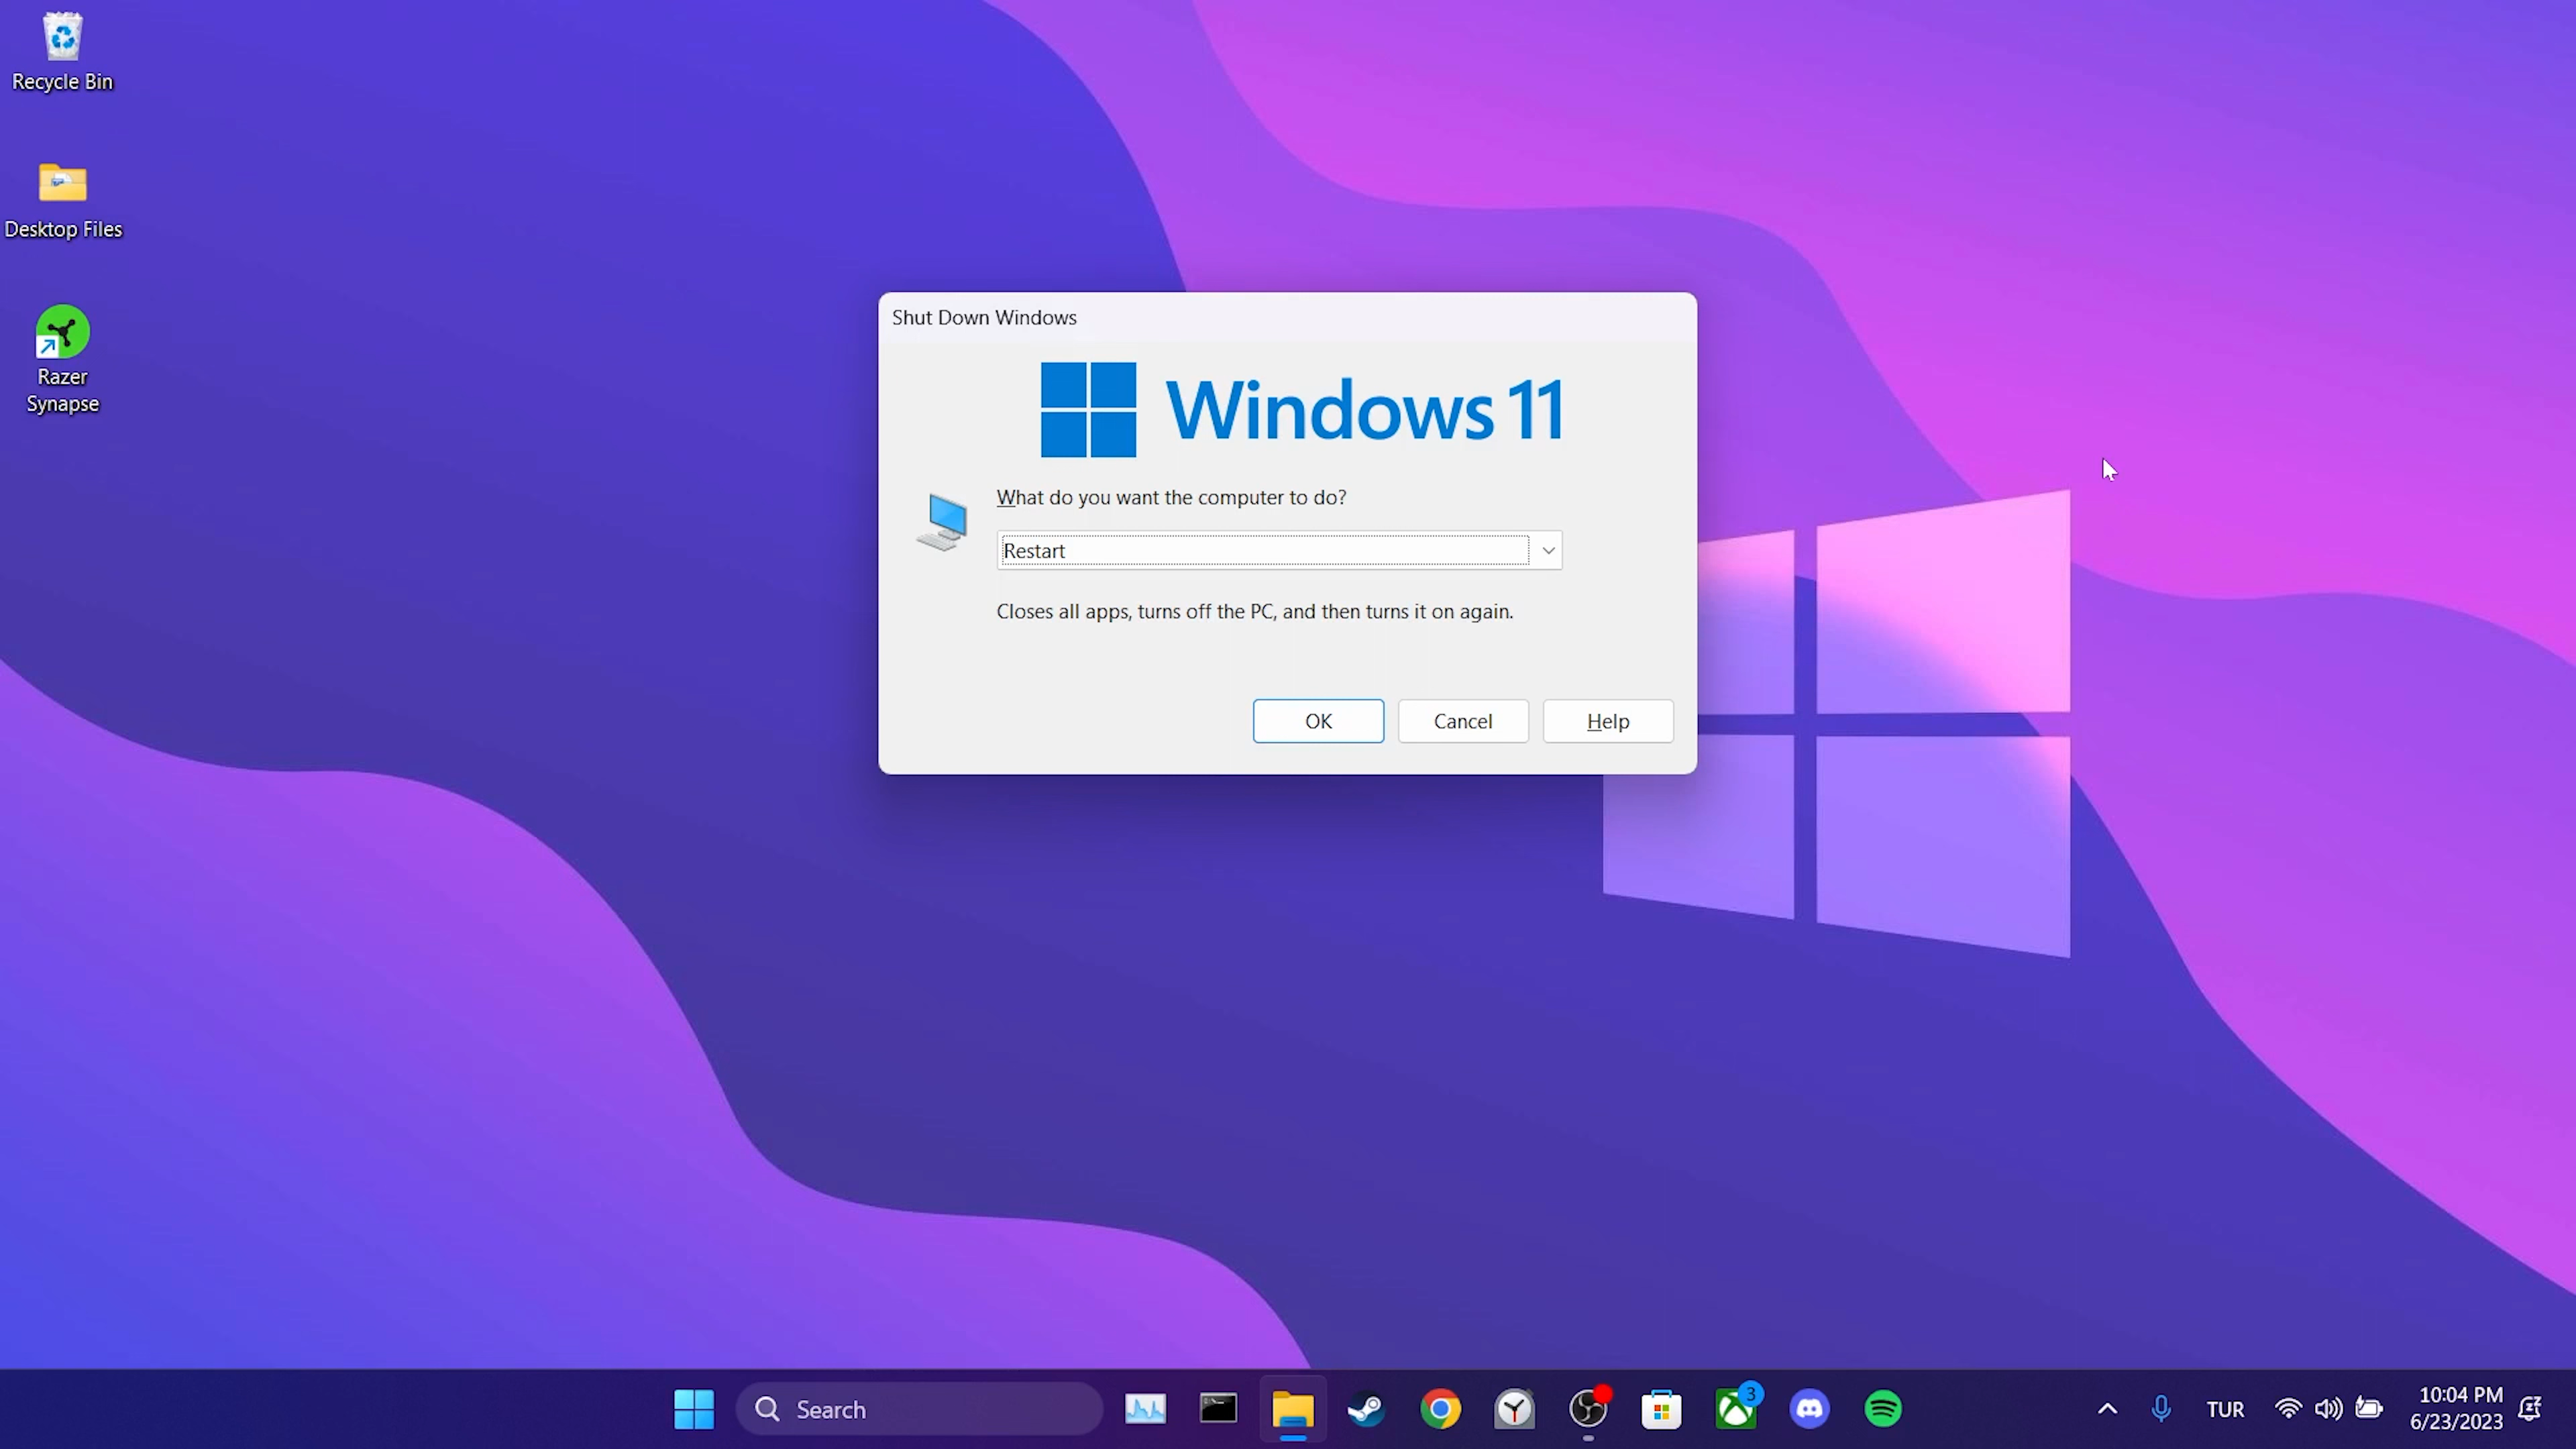 Recycle Bin
Desktop Files
Razer
Synapse
Shut Down Windows
Windows 11
What do you want the computer to do?
Restart
Closes all apps, turns off the PC, and then turns it on again.
OK
Cancel
Help
Search
3
TUR
10:04 PM
6/23/2023